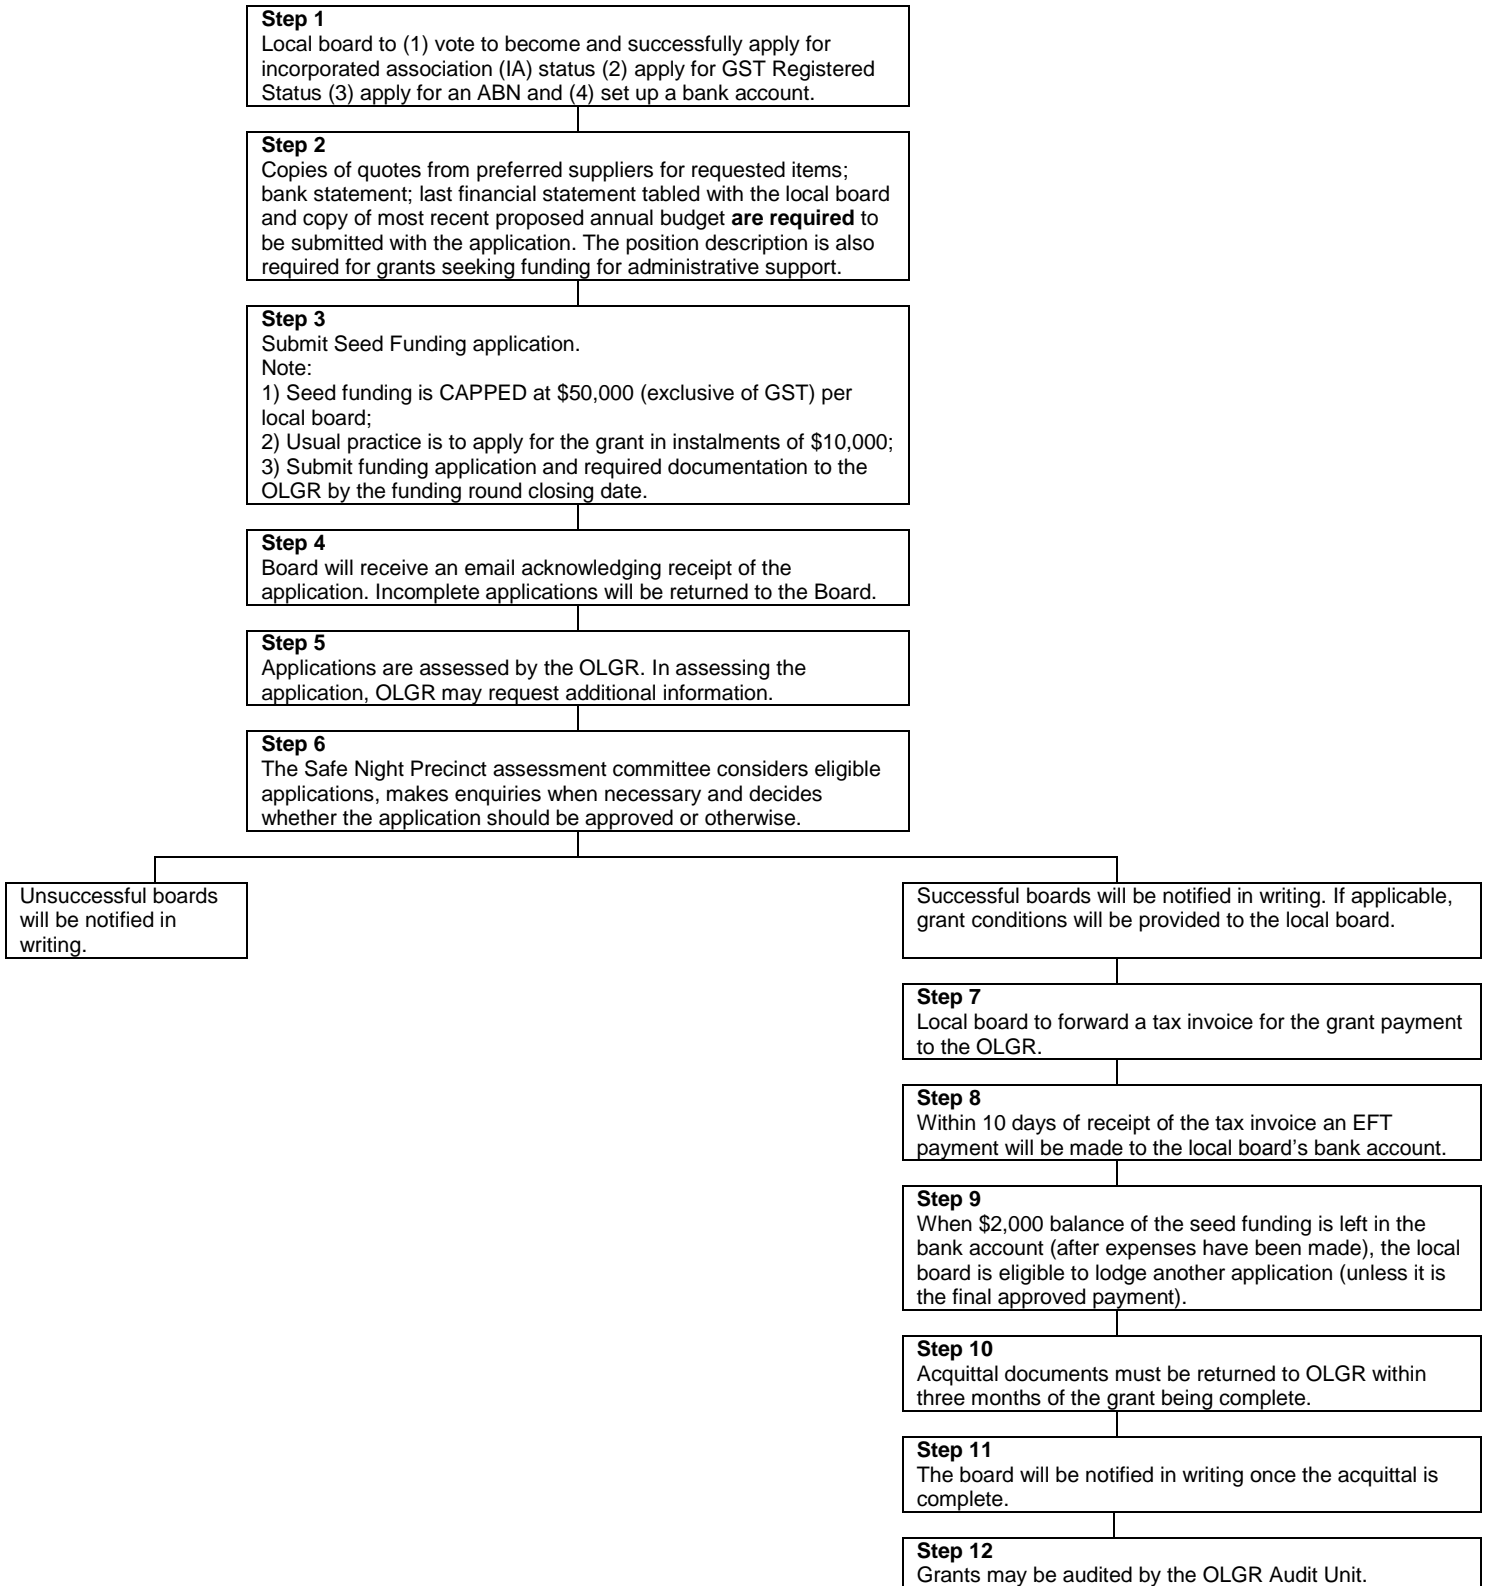 Step 1
Local board to (1) vote to become and successfully apply for
incorporated association (IA) status (2) apply for GST Registered
Status (3) apply for an ABN and (4) set up a bank account.
Step 2
Copies of quotes from preferred suppliers for requested items;
bank statement; last financial statement tabled with the local board
and copy of most recent proposed annual budget are required to
be submitted with the application. The position description is also
required for grants seeking funding for administrative support.
Step 3
Submit Seed Funding application.
Note:
1) Seed funding is CAPPED at $50,000 (exclusive of GST) per
local board;
2) Usual practice is to apply for the grant in instalments of $10,000;
3) Submit funding application and required documentation to the
OLGR by the funding round closing date.
Step 4
Board will receive an email acknowledging receipt of the
application. Incomplete applications will be returned to the Board.
Step 5
Applications are assessed by the OLGR. In assessing the
application, OLGR may request additional information.
Step 6
The Safe Night Precinct assessment committee considers eligible
applications, makes enquiries when necessary and decides
whether the application should be approved or otherwise.
Unsuccessful boards
will be notified in
writing.
Successful boards will be notified in writing. If applicable,
grant conditions will be provided to the local board.
Step 7
Local board to forward a tax invoice for the grant payment
to the OLGR.
Step 8
Within 10 days of receipt of the tax invoice an EFT
payment will be made to the local board’s bank account.
Step 9
When $2,000 balance of the seed funding is left in the
bank account (after expenses have been made), the local
board is eligible to lodge another application (unless it is
the final approved payment).
Step 10
Acquittal documents must be returned to OLGR within
three months of the grant being complete.
Step 11
The board will be notified in writing once the acquittal is
complete.
Step 12
Grants may be audited by the OLGR Audit Unit.